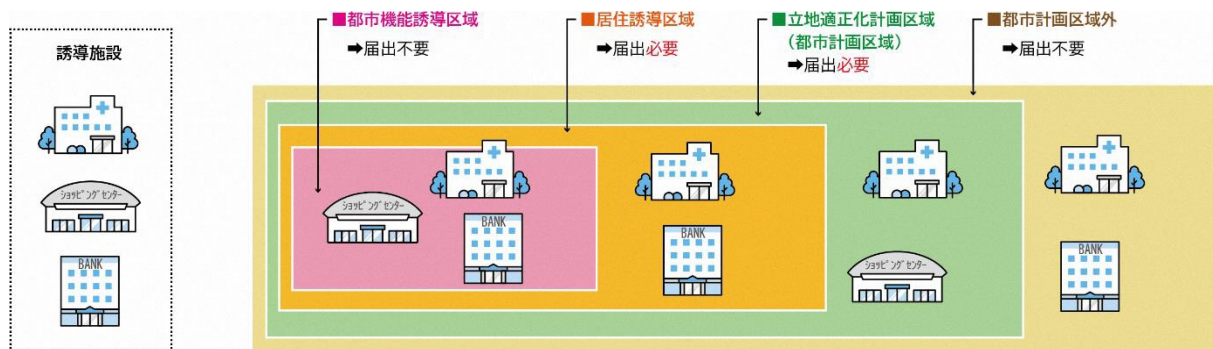 誘導施設
ショッピングセンター
BANK
■都市機能誘導区域
➡届出不要
■居住誘導区域
➡届出必要
■立地適正化計画区域
(都市計画区域)
➡届出必要
■都市計画区域外
➡届出不要
ショッピングセンター
BANK
BANK
ショッピングセンター
BANK